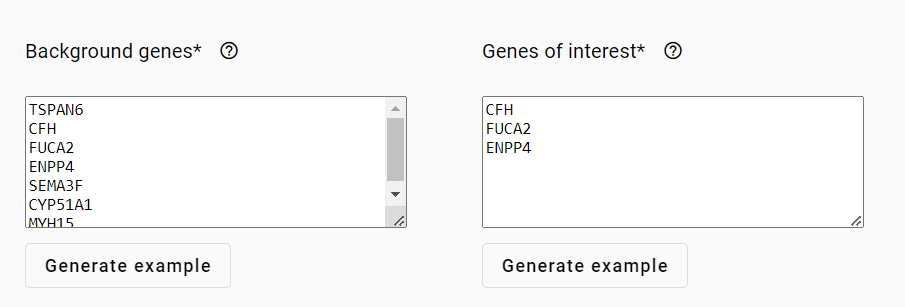 Background genes*
TSPAN6
CFH
FUCA2
ENPP4
SEMA3F
CYP51A1
MYH15
Generate example
Genes of interest*
CFH
FUCA2
ENPP4
Generate example